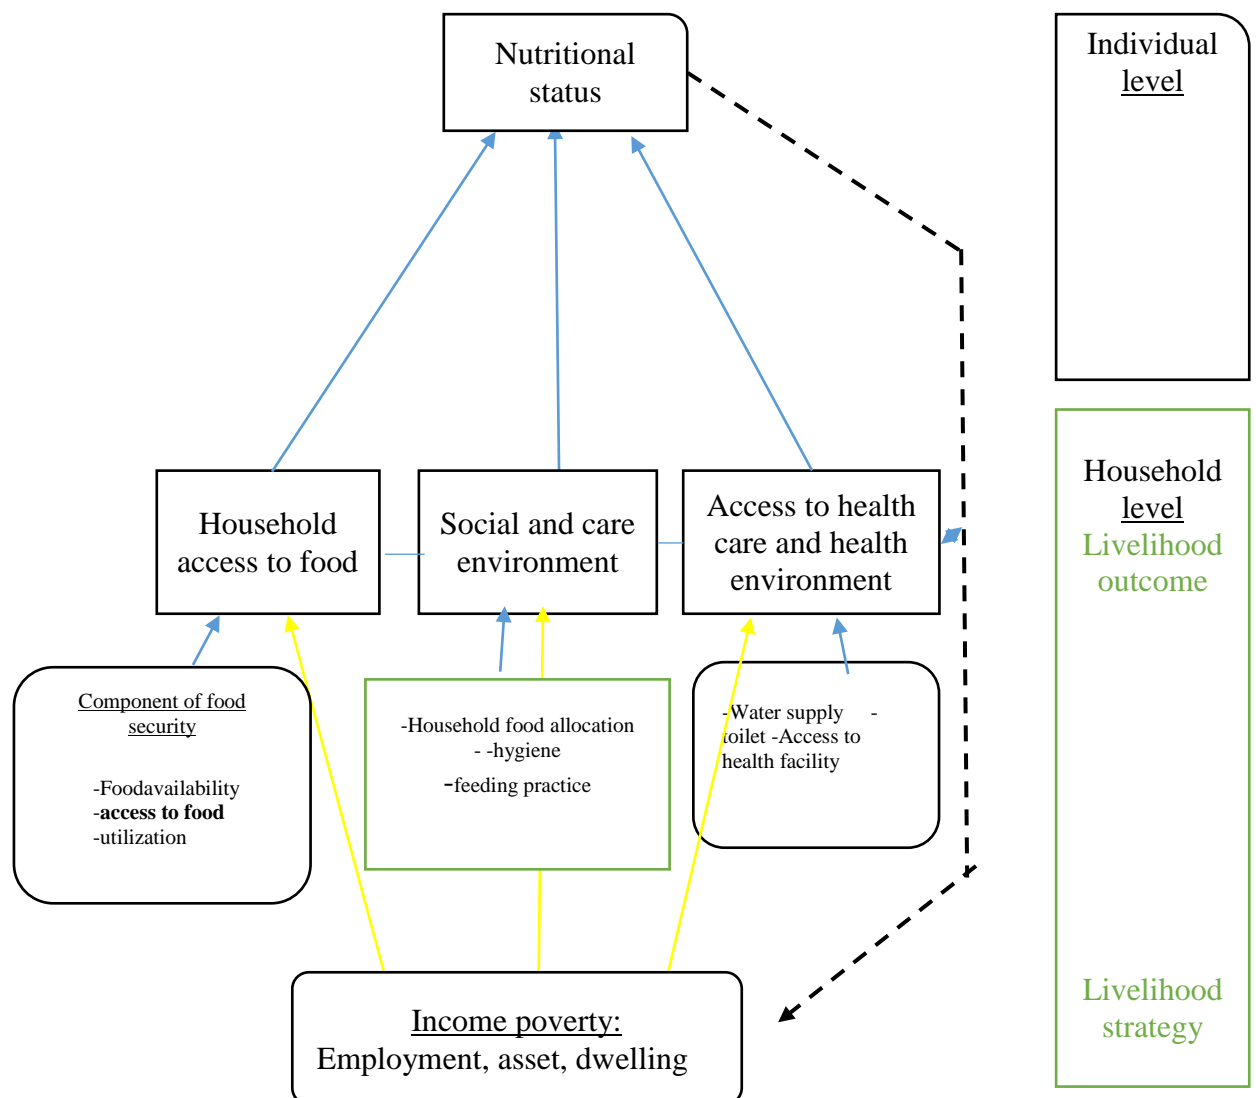 Nutritional
status
Individual
level
Household
access to food
Social and care
environment
Access to health
care and health
environment
Household
level
Livelihood
outcome
Component of food
security
-Foodavailability
-access to food
-utilization
-Household food allocation
- -hygiene
-feeding practice
-Water supply -
toilet -Access to
health facility
Income poverty:
Employment, asset, dwelling
Livelihood
strategy